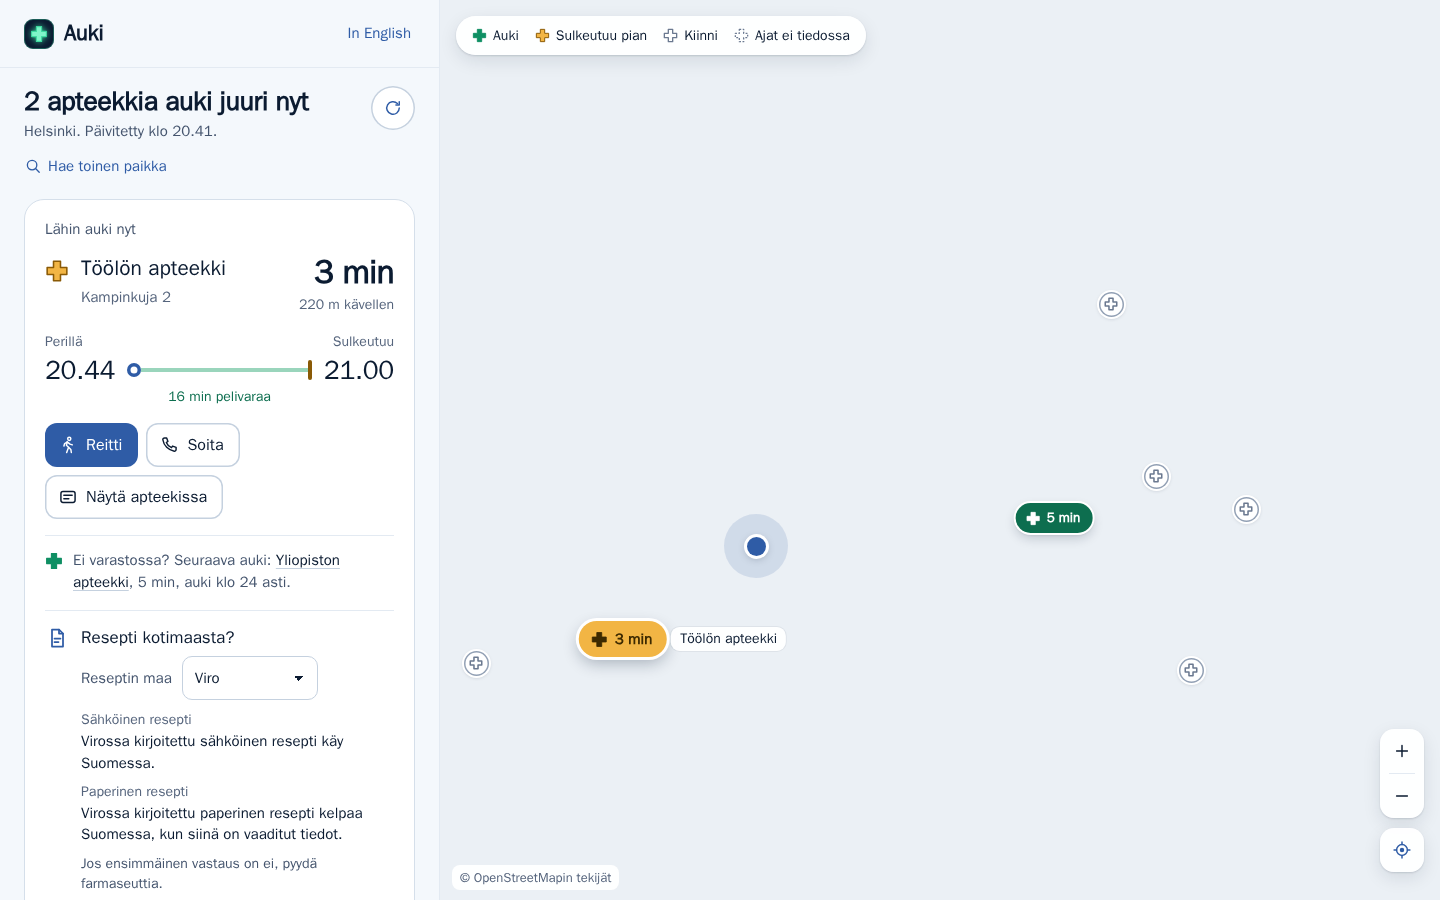 Auki
In English
2 apteekkia auki juuri nyt
Helsinki. Päivitetty klo 20.41.
Hae toinen paikka
Lähin auki nyt
Töölön apteekki
3 min
Kampinkuja 2
220 m kävellen
Perillä
Sulkeutuu
20.44
21.00
16 min pelivaraa
Reitti
Soita
Näytä apteekissa
Ei varastossa? Seuraava auki: Yliopiston
apteekki, 5 min, auki klo 24 asti.
Resepti kotimaasta?
Reseptin maa
Viro
Sähköinen resepti
Virossa kirjoitettu sähköinen resepti käy
Suomessa.
Paperinen resepti
Virossa kirjoitettu paperinen resepti kelpaa
Suomessa, kun siinä on vaaditut tiedot.
Jos ensimmäinen vastaus on ei, pyydä
farmaseuttia.
Auki
Sulkeutuu pian
Kiinni
Ajat ei tiedossa
5 min
3 min
Töölön apteekki
© OpenStreetMapin tekijät